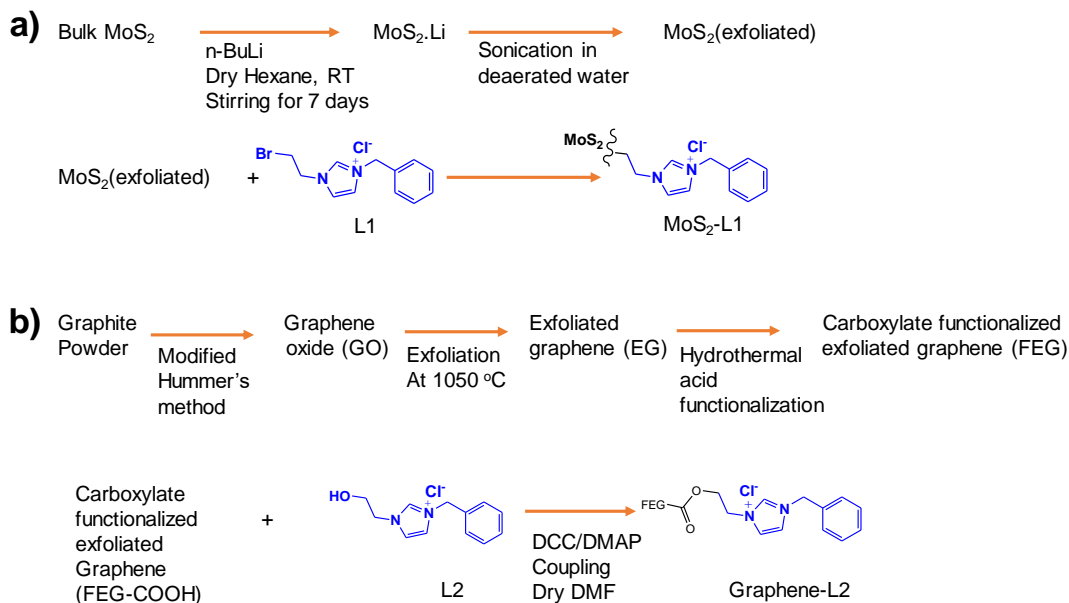 a)
Bulk MoS₂
n-BuLi
Dry Hexane, RT
Stirring for 7 days
MoS₂.Li
Sonication in
deaerated water
MoS₂(exfoliated)
MoS₂(exfoliated)
+
Br
N
N
+
Cl⁻
L1
MoS₂
N
N
+
Cl⁻
MoS₂-L1
b)
Graphite
Powder
Modified
Hummer's
method
Graphene
oxide (GO)
Exfoliation
At 1050 ᵒC
Exfoliated
graphene (EG)
Hydrothermal
acid
functionalization
Carboxylate functionalized
exfoliated graphene (FEG)
Carboxylate
functionalized
exfoliated
Graphene
(FEG-COOH)
+
HO
N
N
+
Cl⁻
L2
DCC/DMAP
Coupling
Dry DMF
FEG
O
O
N
N
+
Cl⁻
Graphene-L2